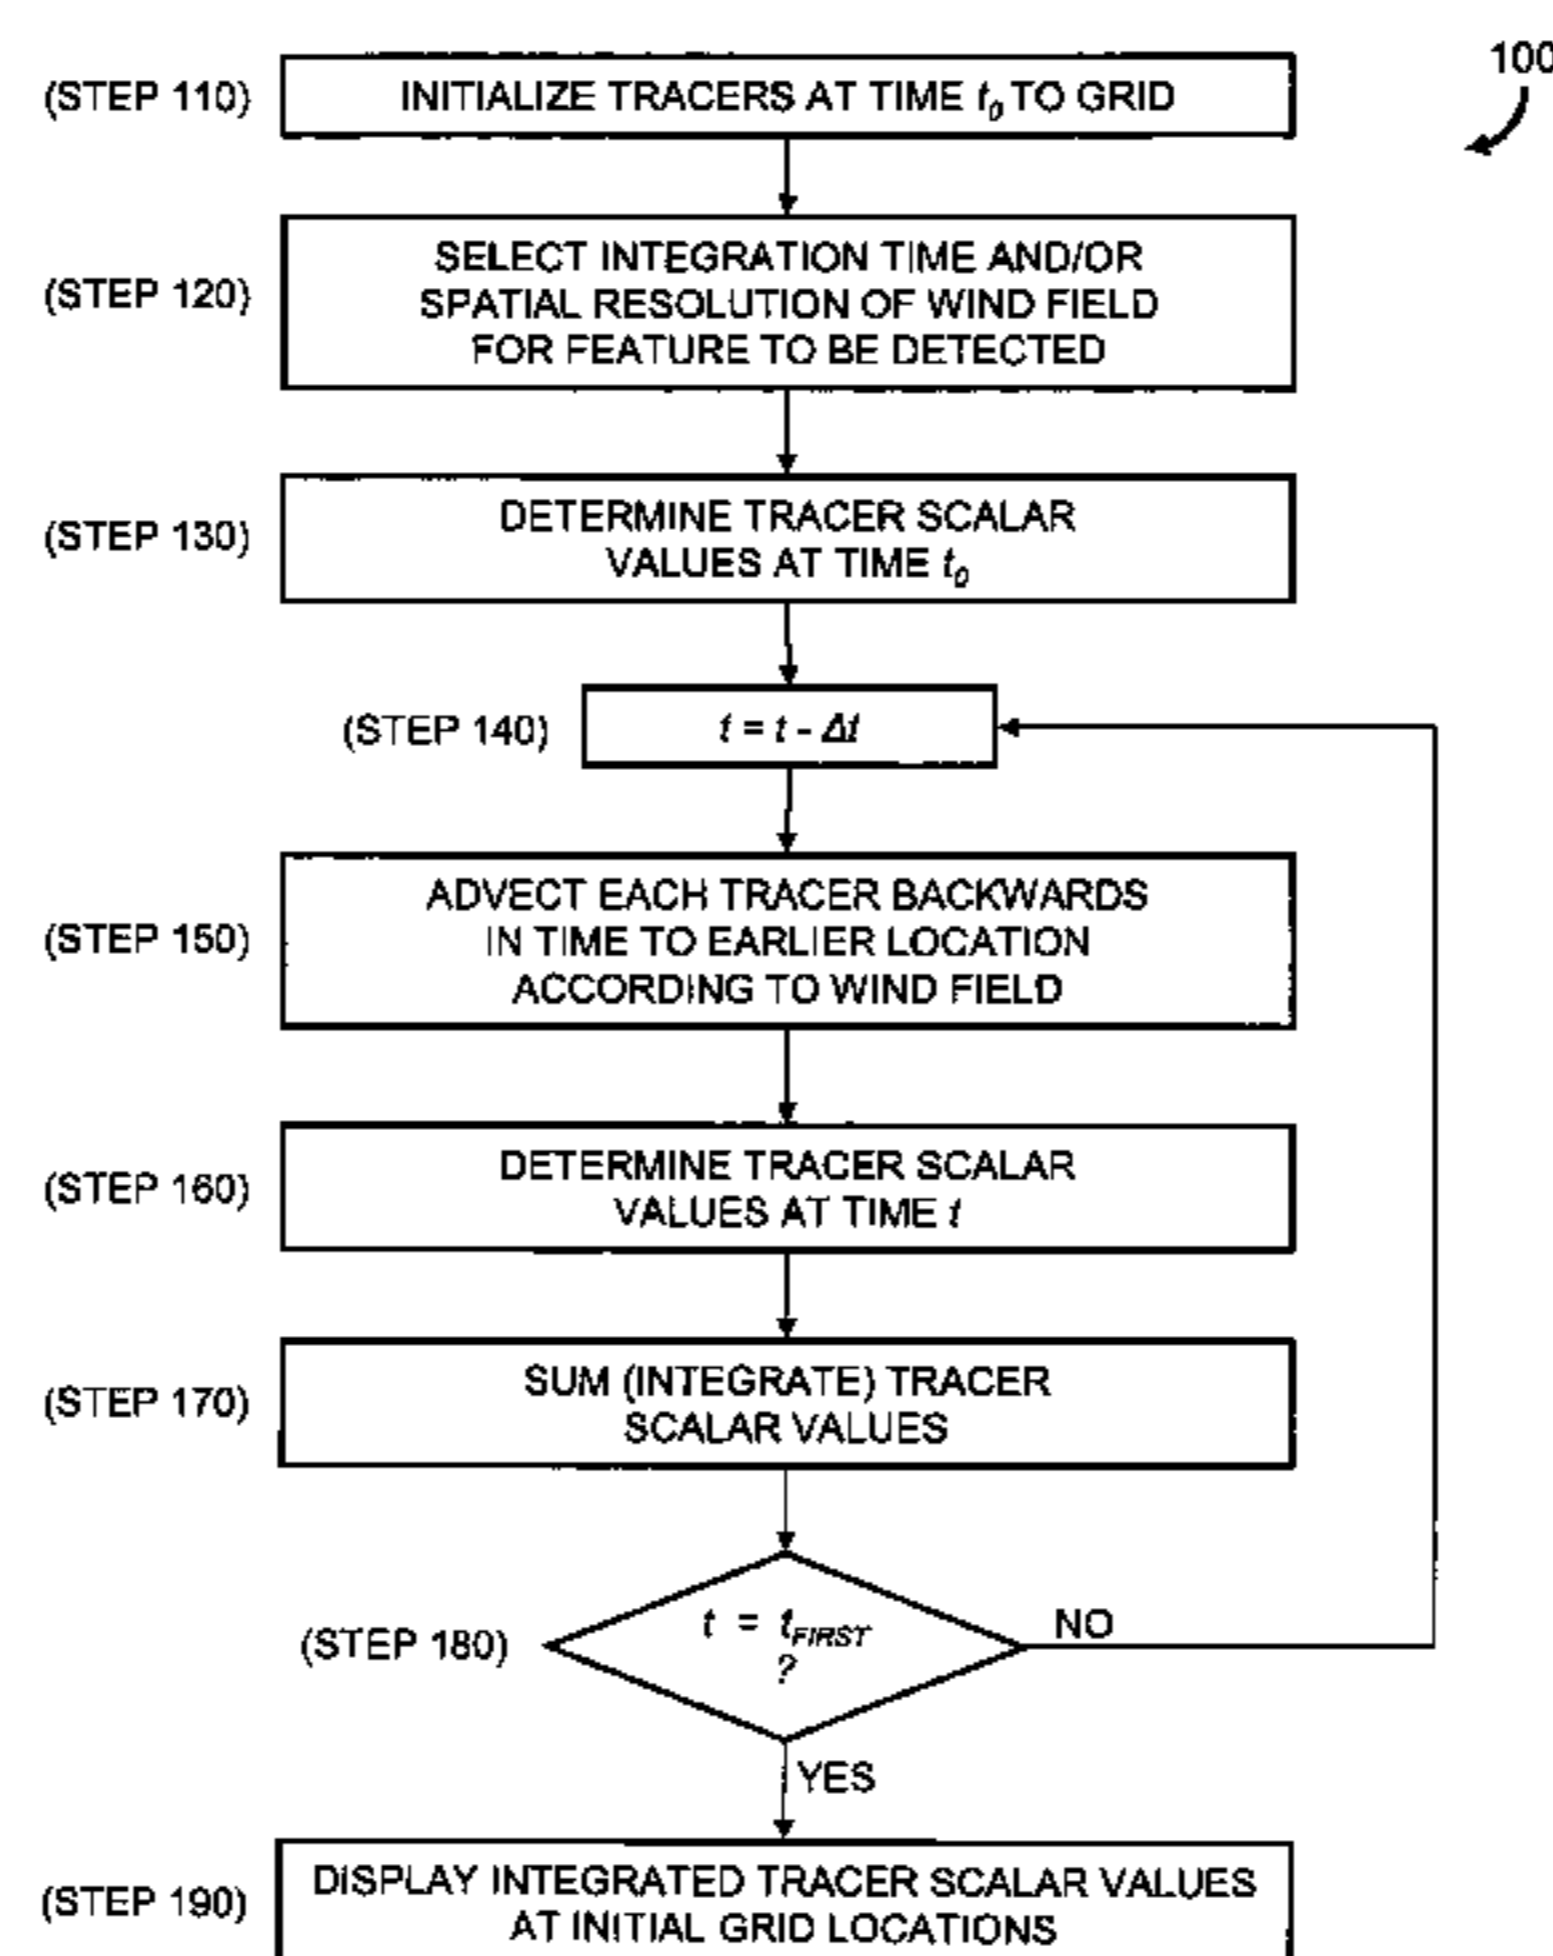 100
(STEP 110)
INITIALIZE TRACERS AT TIME t₀ TO GRID
(STEP 120)
SELECT INTEGRATION TIME AND/OR
SPATIAL RESOLUTION OF WIND FIELD
FOR FEATURE TO BE DETECTED
(STEP 130)
DETERMINE TRACER SCALAR
VALUES AT TIME t₀
(STEP 140)
t = t - Δt
(STEP 150)
ADVECT EACH TRACER BACKWARDS
IN TIME TO EARLIER LOCATION
ACCORDING TO WIND FIELD
(STEP 160)
DETERMINE TRACER SCALAR
VALUES AT TIME t
(STEP 170)
SUM (INTEGRATE) TRACER
SCALAR VALUES
(STEP 180)
t = tFIRST
?
NO
YES
(STEP 190)
DISPLAY INTEGRATED TRACER SCALAR VALUES
AT INITIAL GRID LOCATIONS